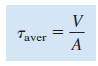 τ_aver = V/A